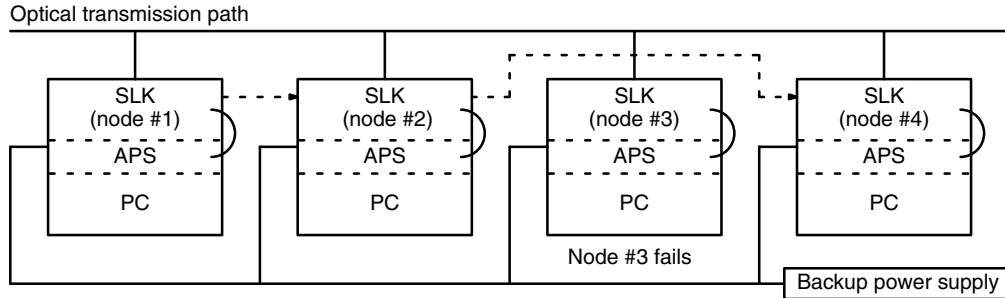 Optical transmission path
SLK
(node #1)
APS
PC
SLK
(node #2)
APS
PC
SLK
(node #3)
APS
PC
SLK
(node #4)
APS
PC
Node #3 fails
Backup power supply